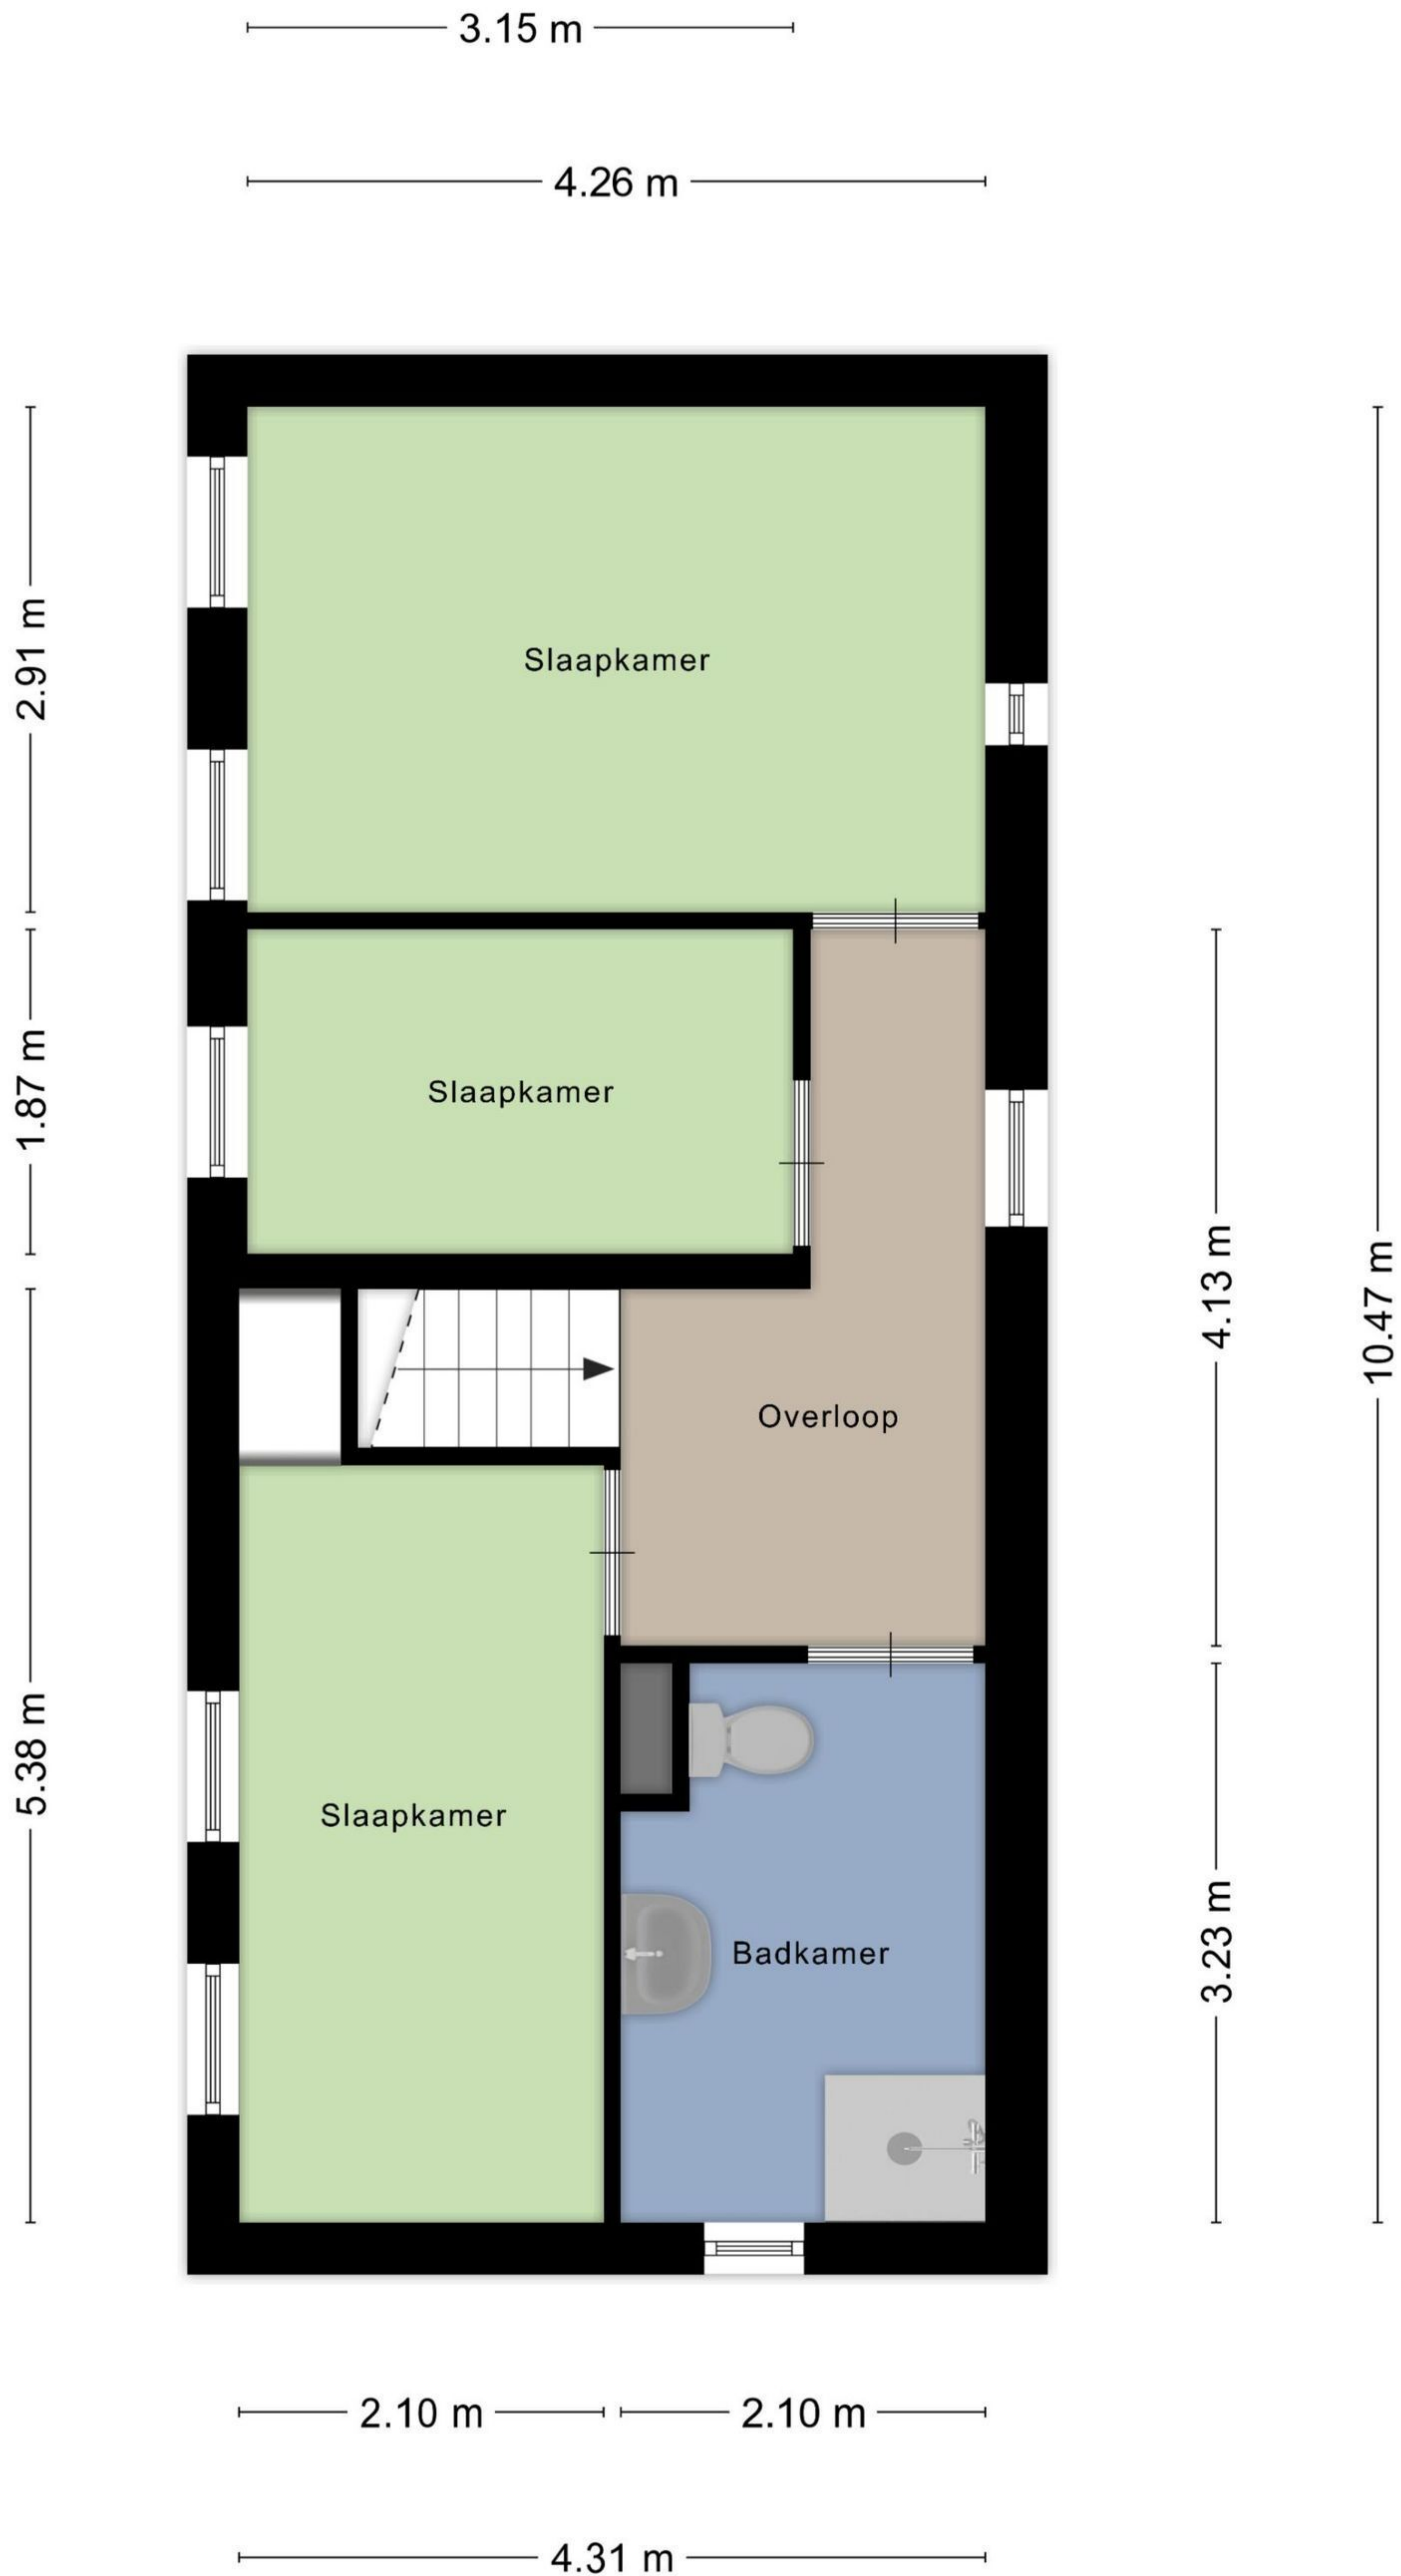 3.15 m
4.26 m
Slaapkamer
2.91 m
Slaapkamer
1.87 m
4.13 m
10.47 m
Overloop
5.38 m
Slaapkamer
Badkamer
3.23 m
2.10 m
2.10 m
4.31 m